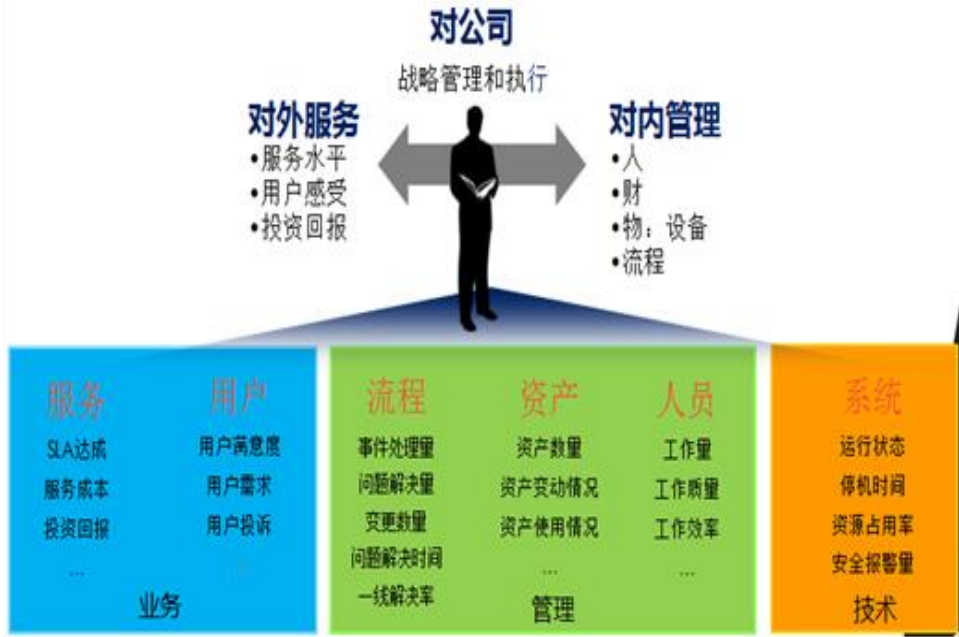 对公司
战略管理和执行
对外服务
•服务水平
•用户感受
•投资回报
对内管理
•人
•财
•物：设备
•流程
服务
SLA达成
服务成本
投资回报
...
用户
用户满意度
用户需求
用户投诉
业务
流程
事件处理量
问题解决量
变更数量
问题解决时间
一线解决率
资产
资产数量
资产变动情况
资产使用情况
...
人员
工作量
工作质量
工作效率
...
管理
系统
运行状态
停机时间
资源占用率
安全报警量
技术